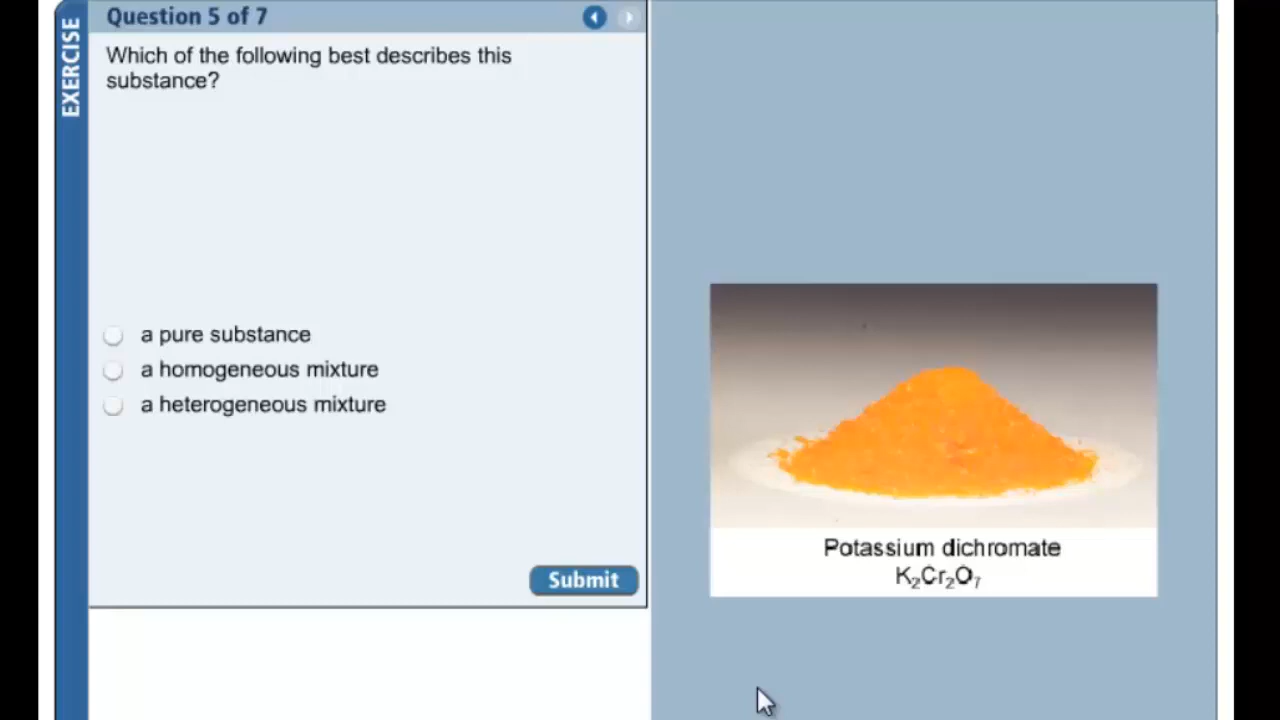 EXERCISE
Question 5 of 7
Which of the following best describes this
substance?
a pure substance
a homogeneous mixture
a heterogeneous mixture
Submit
Potassium dichromate
K₂Cr₂O₇